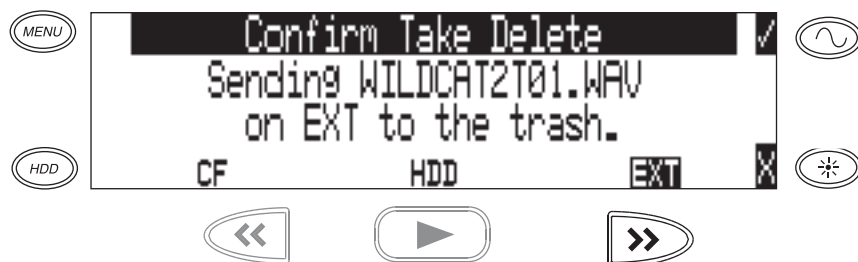 MENU
Confirm Take Delete
Sending WILDCAT2T01.WAV
on EXT to the trash.
HDD
CF HDD EXT X